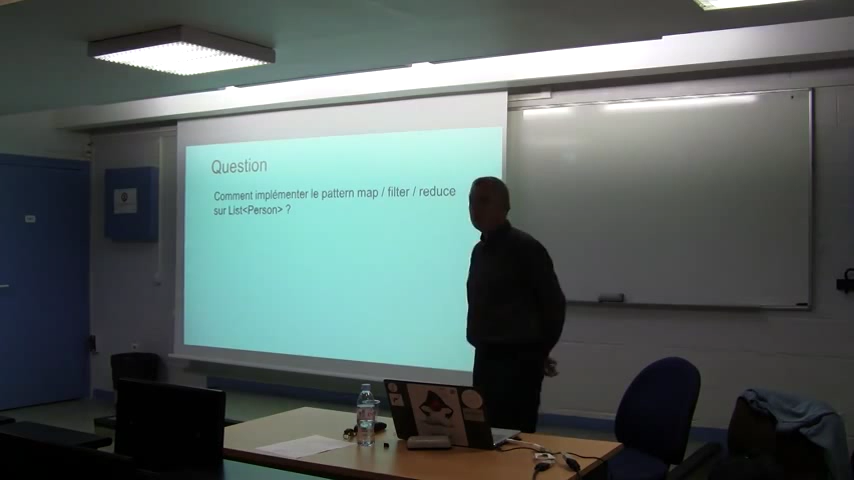 Question
Comment implémenter le pattern map / filter / reduce
sur List<Person> ?